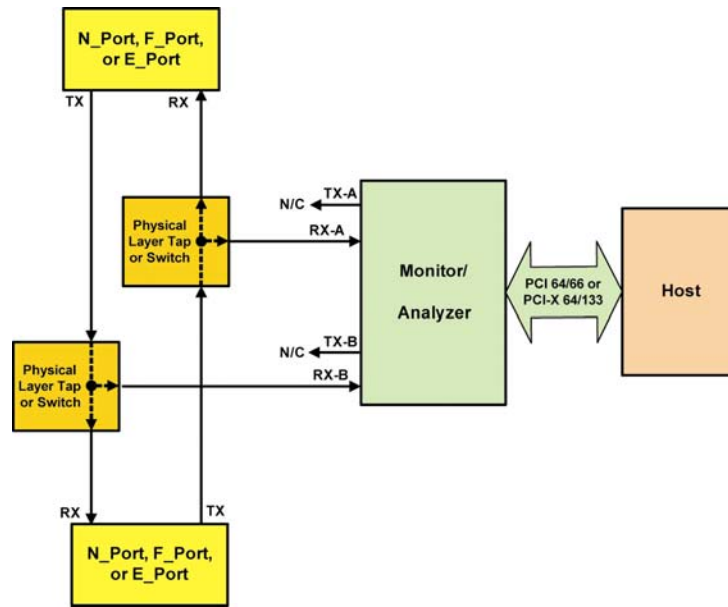 N_Port, F_Port,
or E_Port
TX
RX
Physical
Layer Tap
or Switch
N/C
TX-A
RX-A
Monitor/
Analyzer
PCI 64/66 or
PCI-X 64/133
Host
N/C
TX-B
RX-B
Physical
Layer Tap
or Switch
RX
TX
N_Port, F_Port,
or E_Port